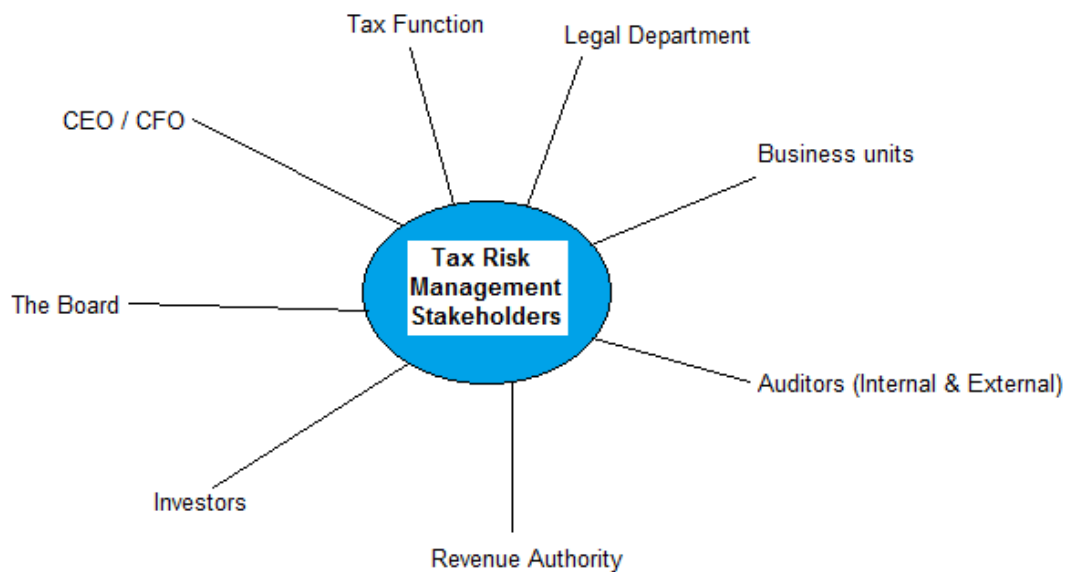 Tax Function
Legal Department
CEO / CFO
Business units
Tax Risk
Management
Stakeholders
The Board
Auditors (Internal & External)
Investors
Revenue Authority